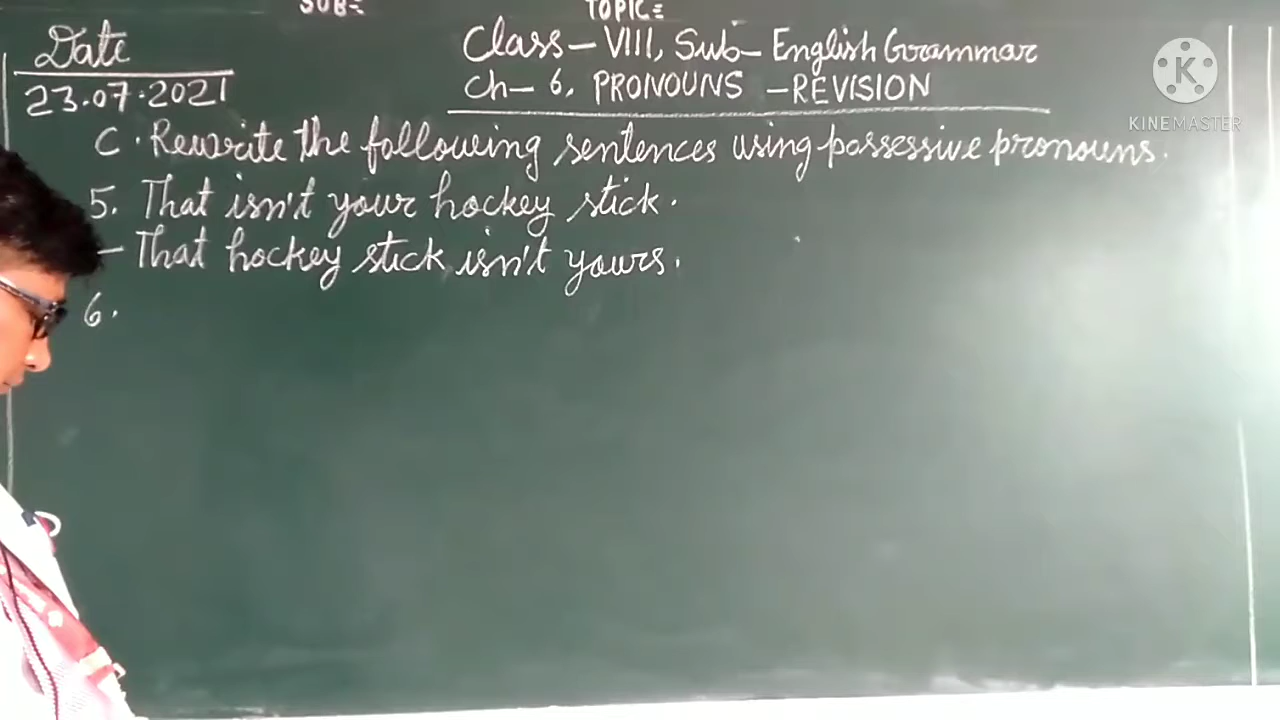 SUB:
TOPIC:
Date
23.07.2021
Class - VIII, Sub - English Grammar
Ch - 6. PRONOUNS - REVISION
K
KINEMASTER
C. Rewrite the following sentences using possessive pronouns.
5. That isn't your hockey stick.
- That hockey stick isn't yours.
6.